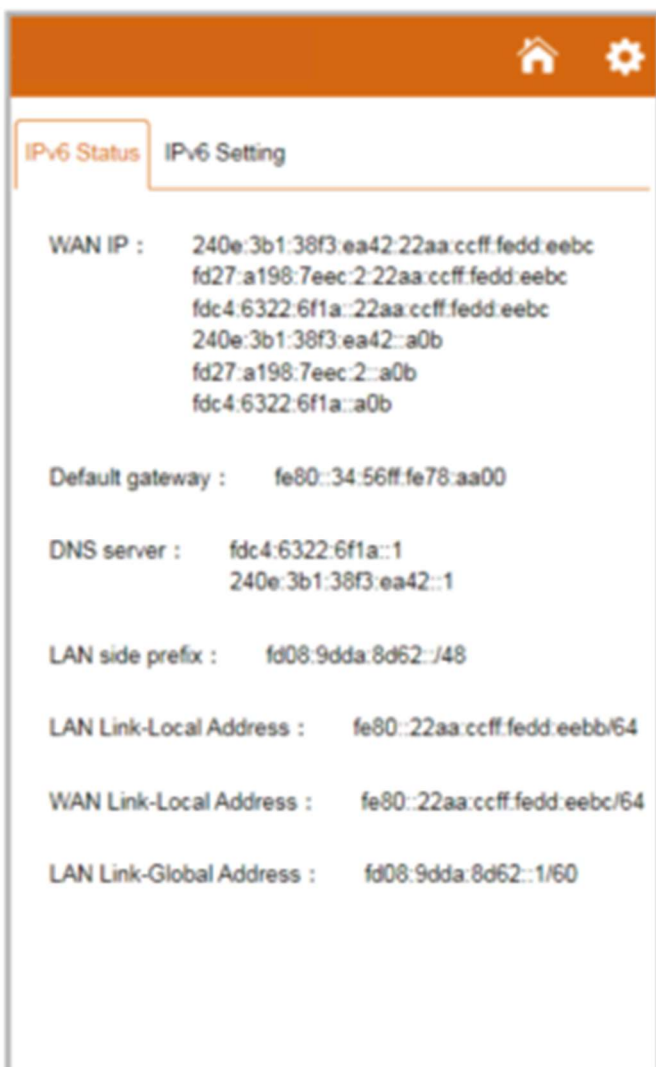 IPv6 Status IPv6 Setting
WAN IP : 240e:3b1:38f3:ea42:22aa:ccff:fedd:eebc
fd27:a198:7eec:2:22aa:ccff:fedd:eebc
fdc4:6322:6f1a::22aa:ccff:fedd:eebc
240e:3b1:38f3:ea42::a0b
fd27:a198:7eec:2::a0b
fdc4:6322:6f1a::a0b
Default gateway : fe80::34:56ff:fe78:aa00
DNS server : fdc4:6322:6f1a::1
240e:3b1:38f3:ea42::1
LAN side prefix : fd08:9dda:8d62::/48
LAN Link-Local Address : fe80::22aa:ccff:fedd:eebb/64
WAN Link-Local Address : fe80::22aa:ccff:fedd:eebc/64
LAN Link-Global Address : fd08:9dda:8d62::1/60